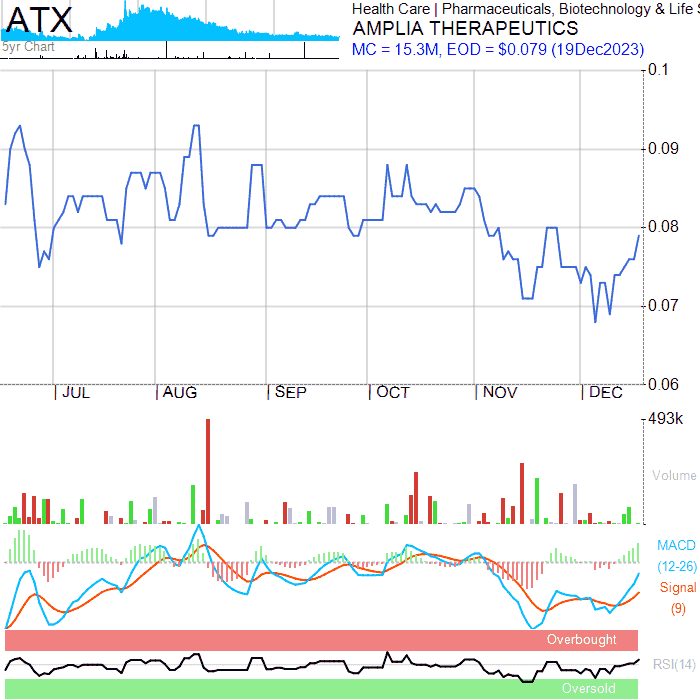 ATX
5yr Chart
Health Care | Pharmaceuticals, Biotechnology & Life S
AMPLIA THERAPEUTICS
MC = 15.3M, EOD = $0.079 (19Dec2023)
0.1
0.09
0.08
0.07
0.06
JUL AUG SEP OCT NOV DEC
493k
Volume
MACD
(12-26)
Signal
(9)
Overbought
RSI(14)
Oversold